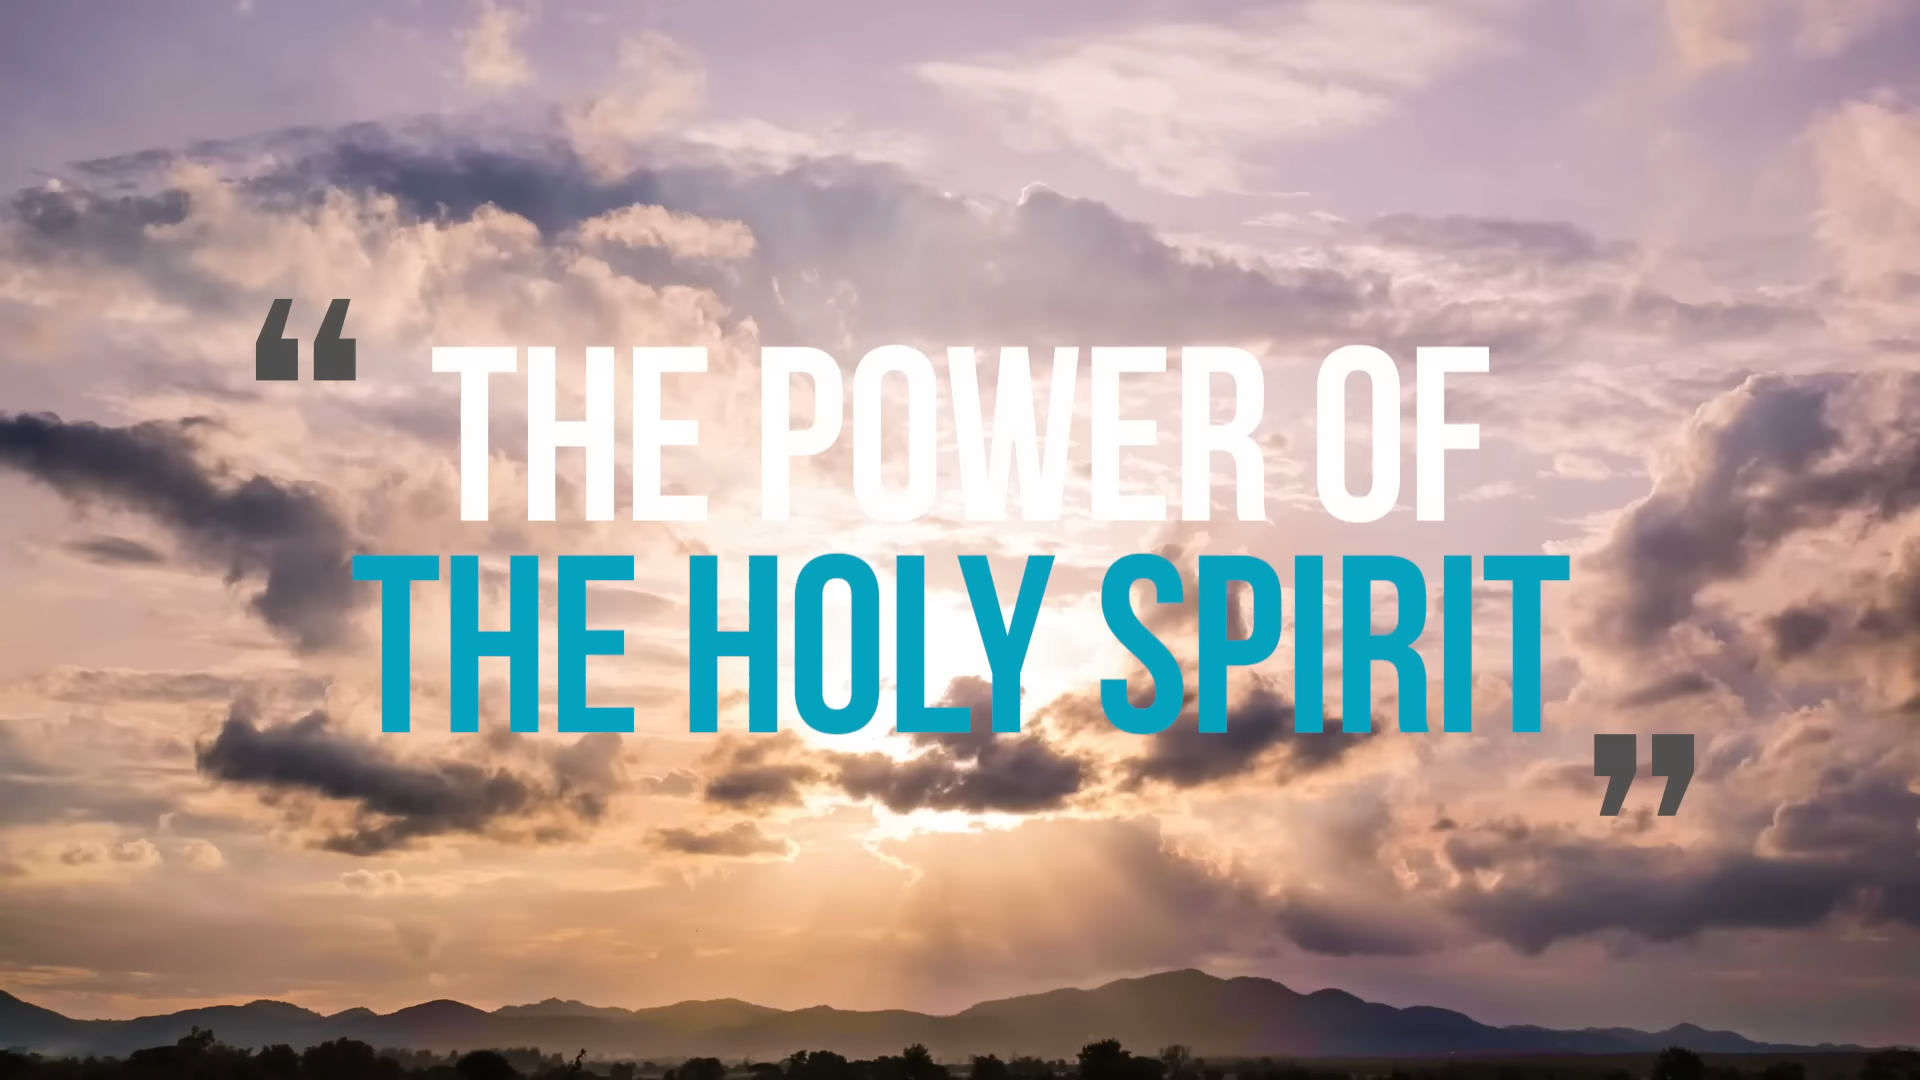 “ THE POWER OF
THE HOLY SPIRIT ”